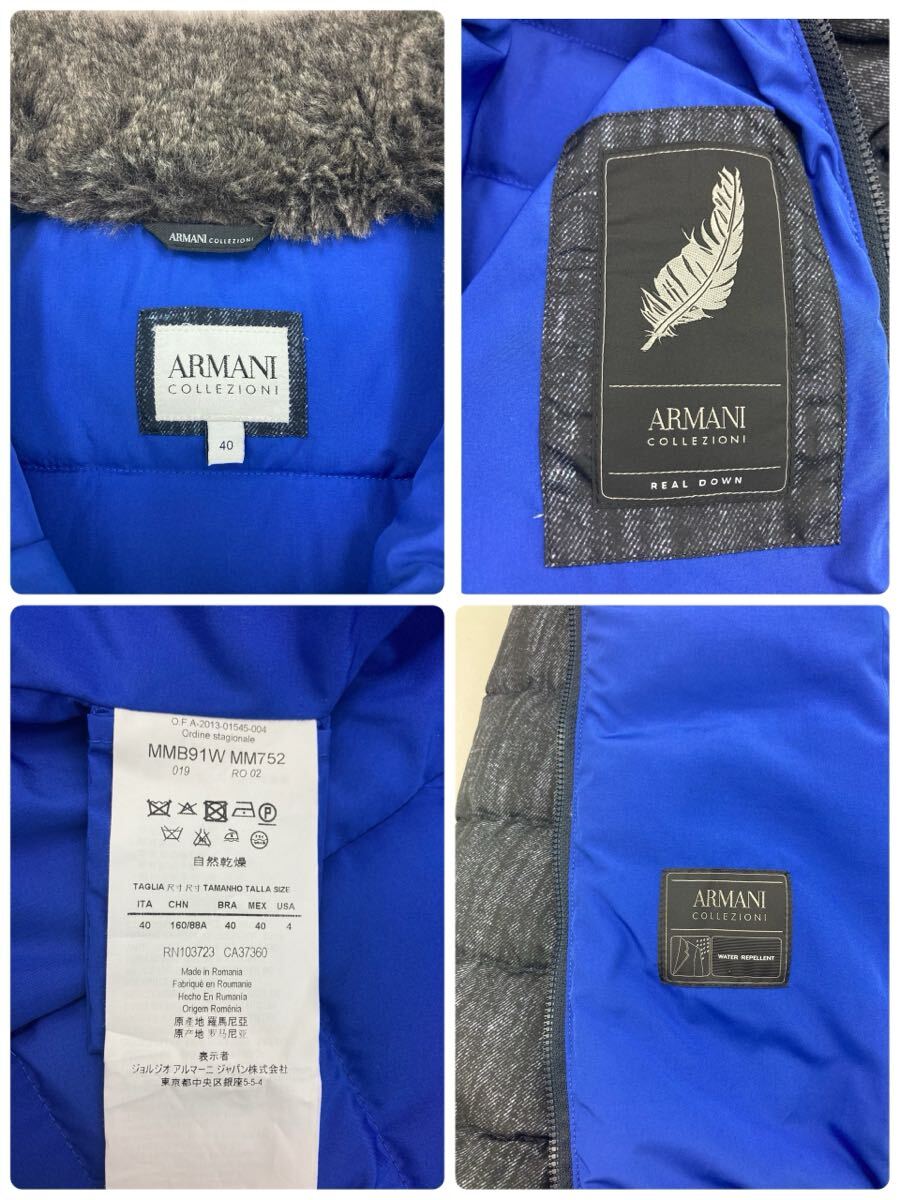 ARMANI COLLEZIONI
ARMANI
COLLEZIONI
40
ARMANI
COLLEZIONI
REAL DOWN
O.F.A-2013-01545-004
Ordine stagionale
MMB91W MM752
019 RO 02
自然乾燥
TAGLIA 尺寸 尺寸 TAMANHO TALLA SIZE
ITA CHN BRA MEX USA
40 160/88A 40 40 4
RN103723 CA37360
Made in Romania
Fabriqué en Roumanie
Hecho En Rumanía
Origem Roménia
原產地 羅馬尼亞
原产地 罗马尼亚
表示者
ジョルジオ アルマーニ ジャパン株式会社
東京都中央区銀座5-5-4
ARMANI
COLLEZIONI
WATER REPELLENT